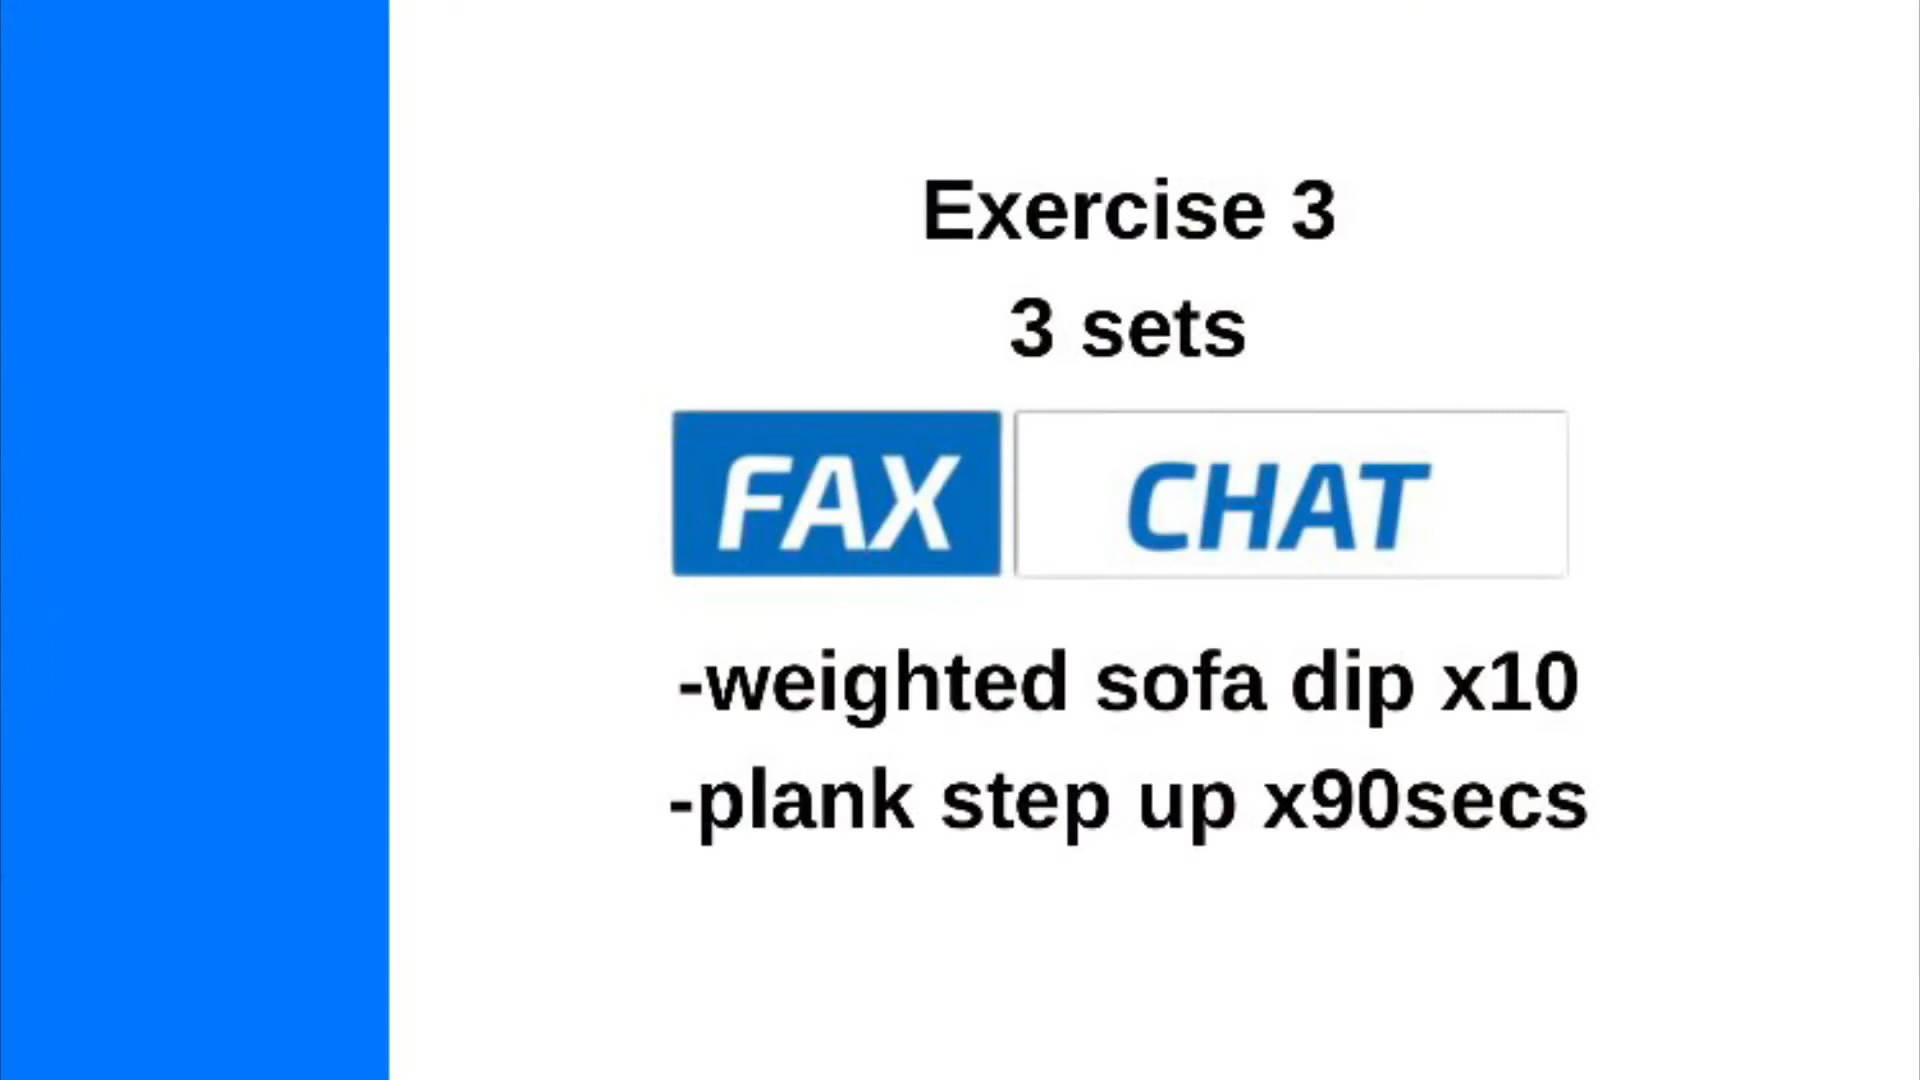 Exercise 3
3 sets
FAX CHAT
-weighted sofa dip x10
-plank step up x90secs